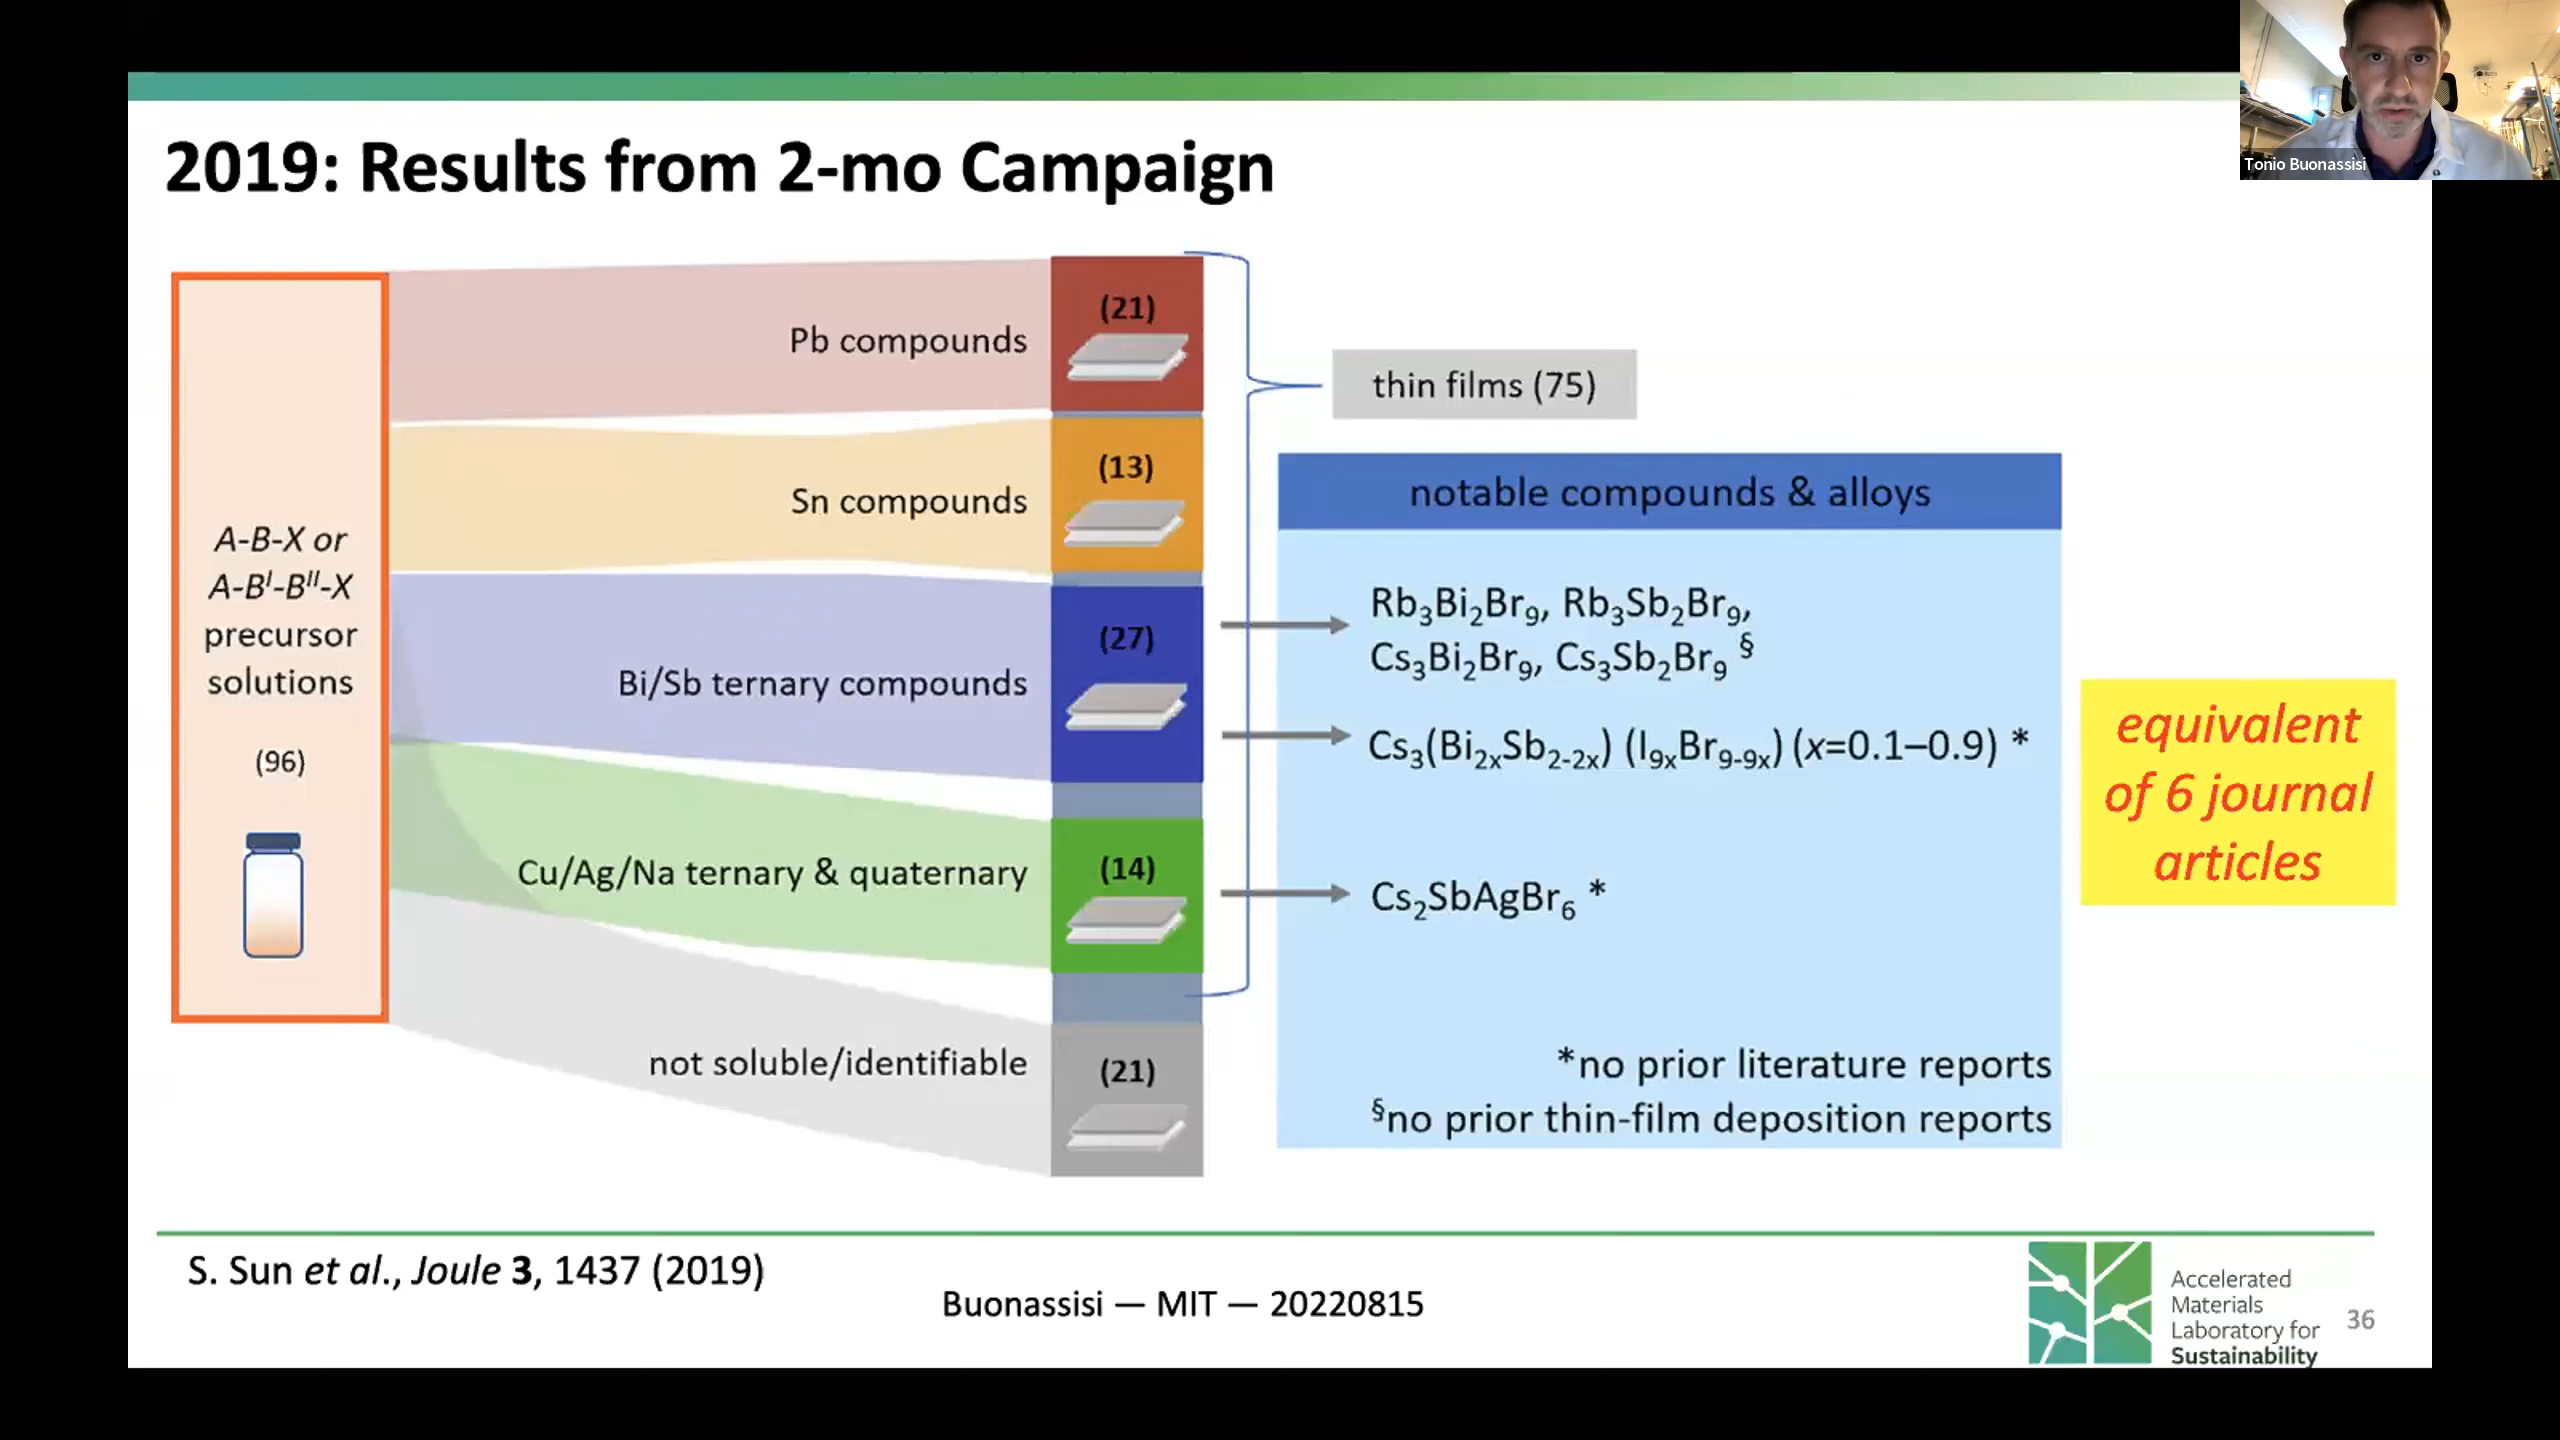 Tonio Buonassisi
2019: Results from 2-mo Campaign
A-B-X or
A-Bᴵ-Bᴵᴵ-X
precursor
solutions
(96)
Pb compounds
(21)
Sn compounds
(13)
Bi/Sb ternary compounds
(27)
Cu/Ag/Na ternary & quaternary
(14)
not soluble/identifiable
(21)
thin films (75)
notable compounds & alloys
Rb₃Bi₂Br₉, Rb₃Sb₂Br₉,
Cs₃Bi₂Br₉, Cs₃Sb₂Br₉ §
Cs₃(Bi₂ₓSb₂₋₂ₓ) (I₉ₓBr₉₋₉ₓ) (x=0.1–0.9) *
Cs₂SbAgBr₆ *
*no prior literature reports
§no prior thin-film deposition reports
equivalent
of 6 journal
articles
S. Sun et al., Joule 3, 1437 (2019)
Buonassisi — MIT — 20220815
Accelerated
Materials
Laboratory for
Sustainability
36